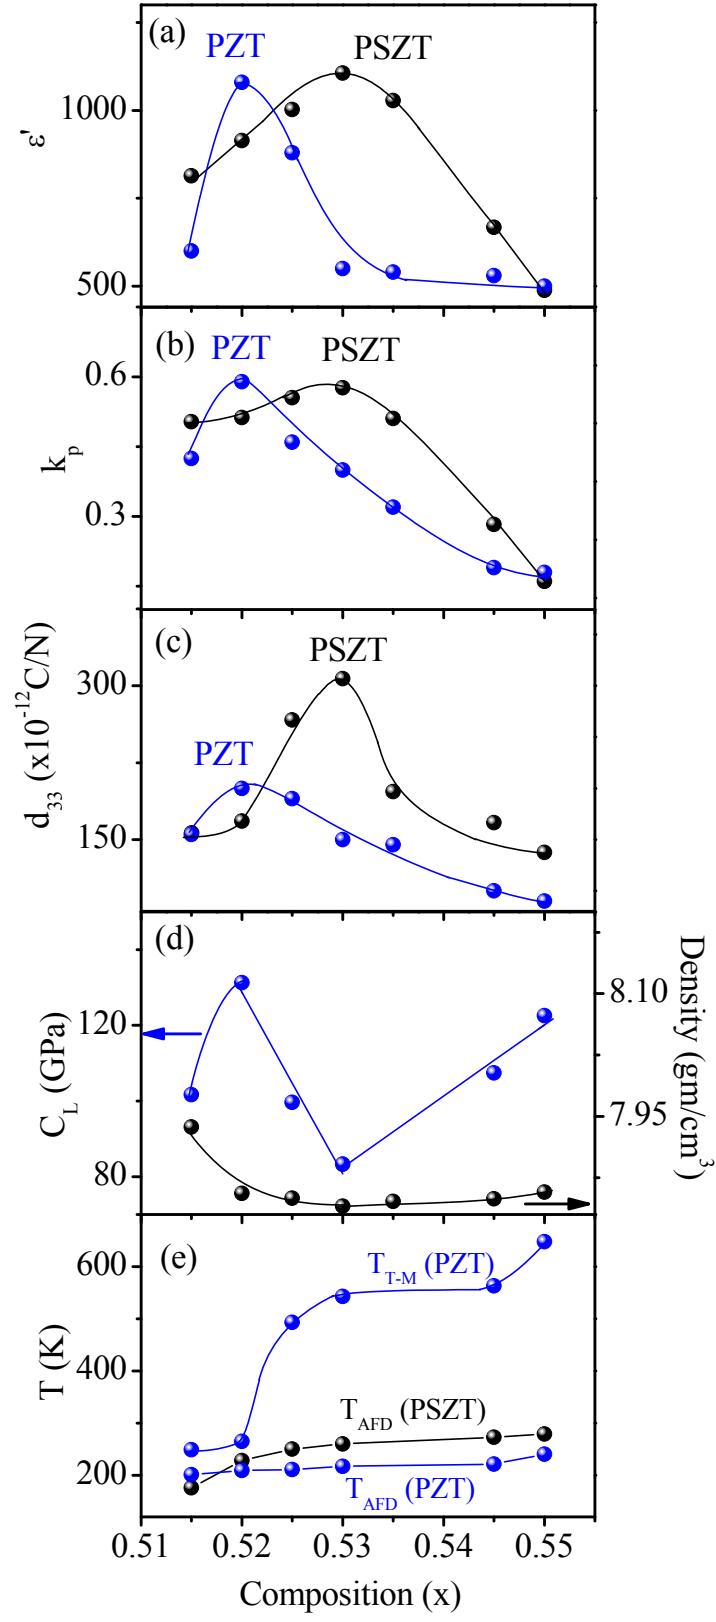 (a) PZT PSZT
1000
500
ε'
(b) PZT PSZT
0.6
0.3
k_p
(c) PSZT
PZT
300
150
d_33 (x10^-12C/N)
(d)
120
80
C_L (GPa)
8.10
7.95
Density (gm/cm^3)
(e) T_T-M (PZT)
T_AFD (PSZT)
T_AFD (PZT)
600
400
200
T (K)
0.51 0.52 0.53 0.54 0.55
Composition (x)